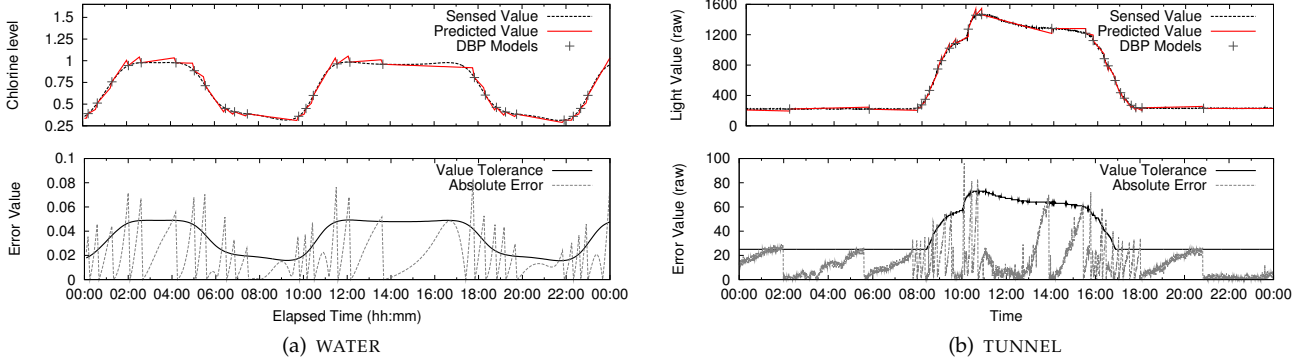 Chlorine level
1.5
1.25
1
0.75
0.5
0.25
Sensed Value
Predicted Value
DBP Models
Error Value
0.1
0.08
0.06
0.04
0.02
0
Value Tolerance
Absolute Error
00:00 02:00 04:00 06:00 08:00 10:00 12:00 14:00 16:00 18:00 20:00 22:00 00:00
Elapsed Time (hh:mm)
(a) WATER
Light Value (raw)
1600
1200
800
400
0
Sensed Value
Predicted Value
DBP Models
Error Value (raw)
100
80
60
40
20
0
Value Tolerance
Absolute Error
00:00 02:00 04:00 06:00 08:00 10:00 12:00 14:00 16:00 18:00 20:00 22:00 00:00
Time
(b) TUNNEL